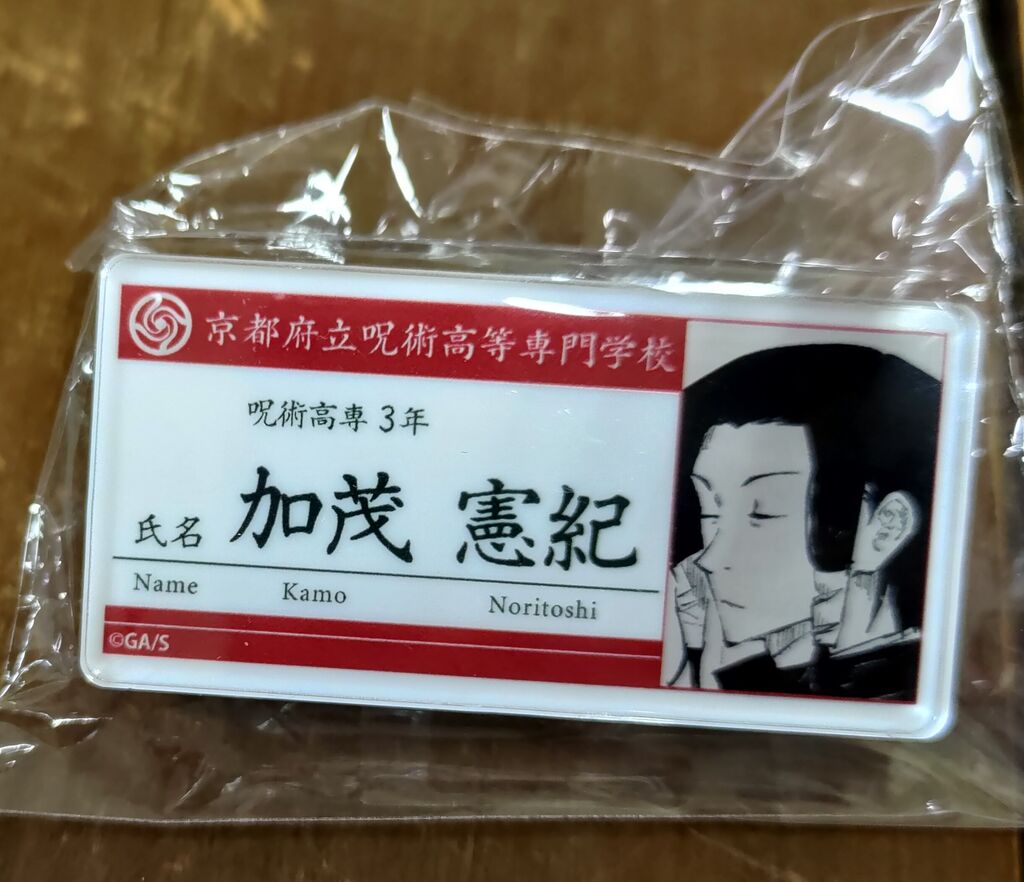 京都府立呪術高等専門学校
呪術高専 3年
氏名 加茂 憲紀
Name Kamo Noritoshi
©GA/S